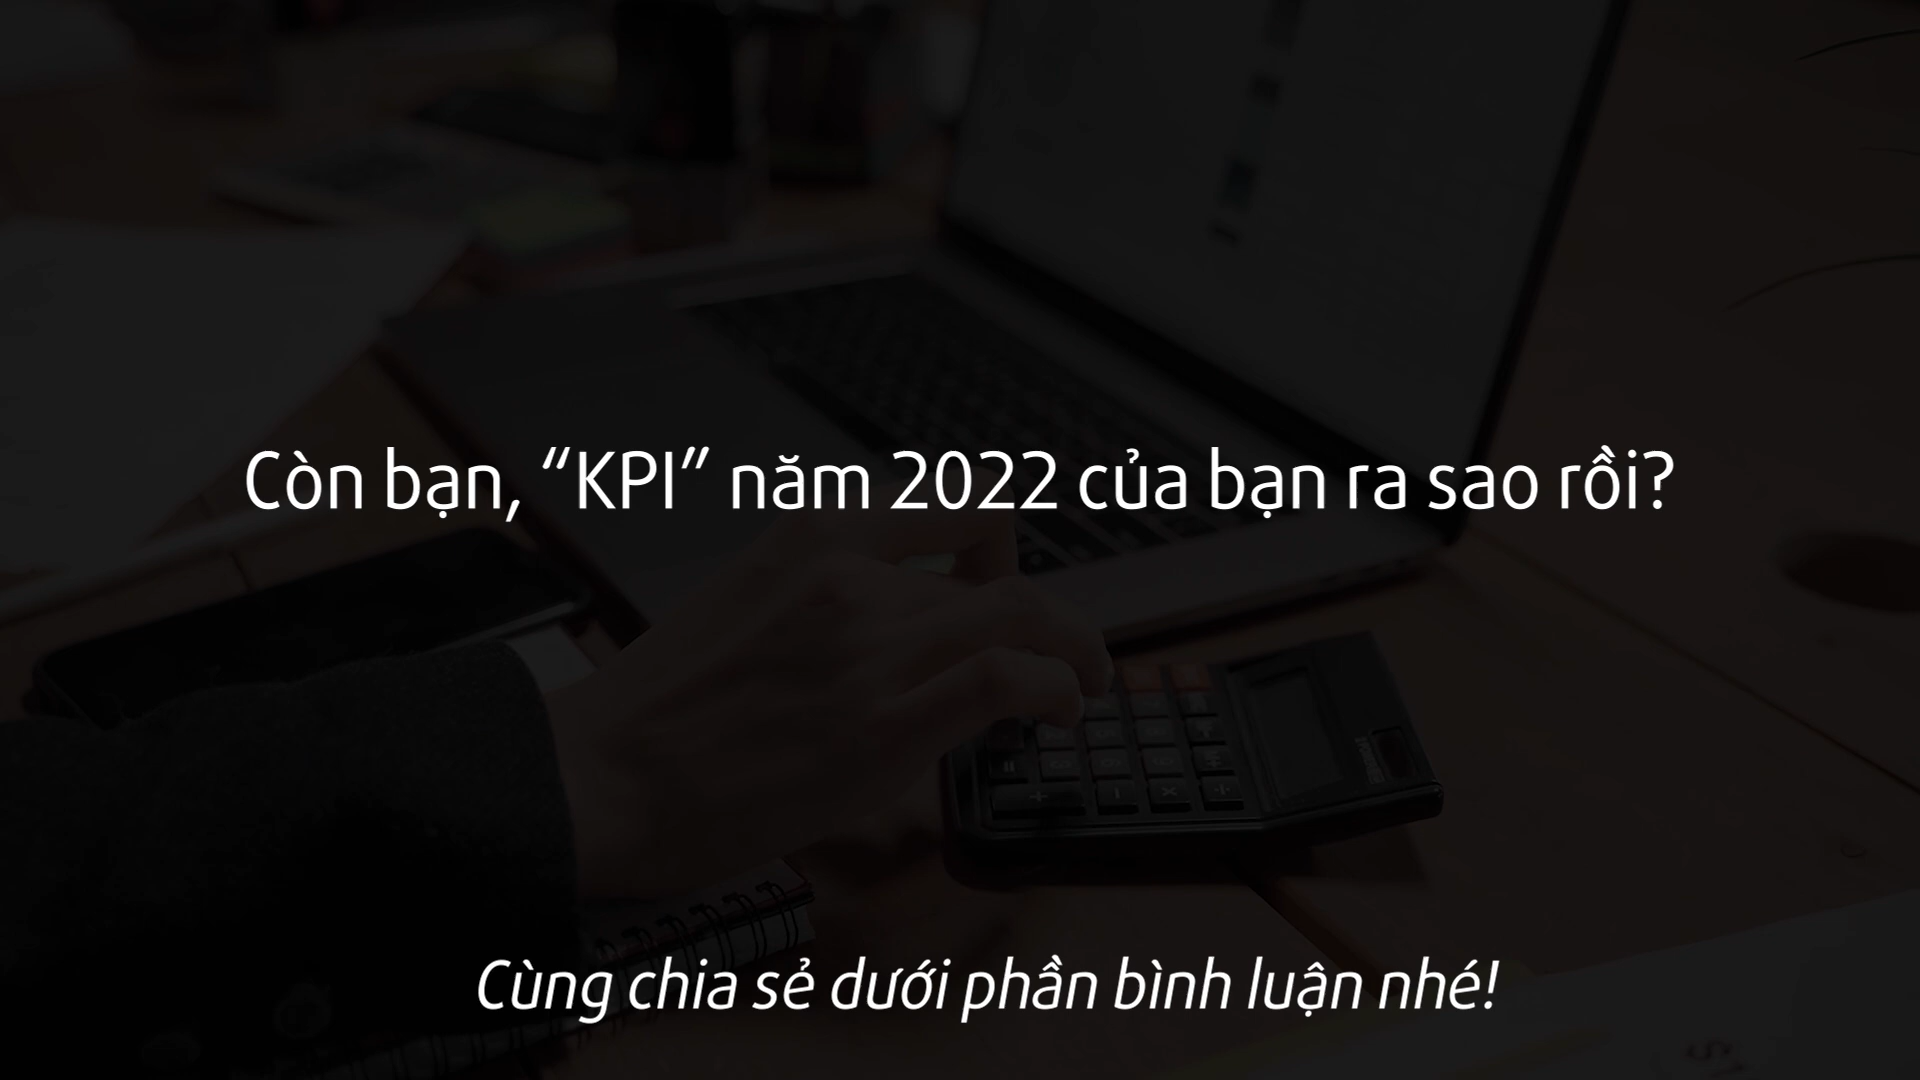 Còn bạn, “KPI” năm 2022 của bạn ra sao rồi?
Cùng chia sẻ dưới phần bình luận nhé!